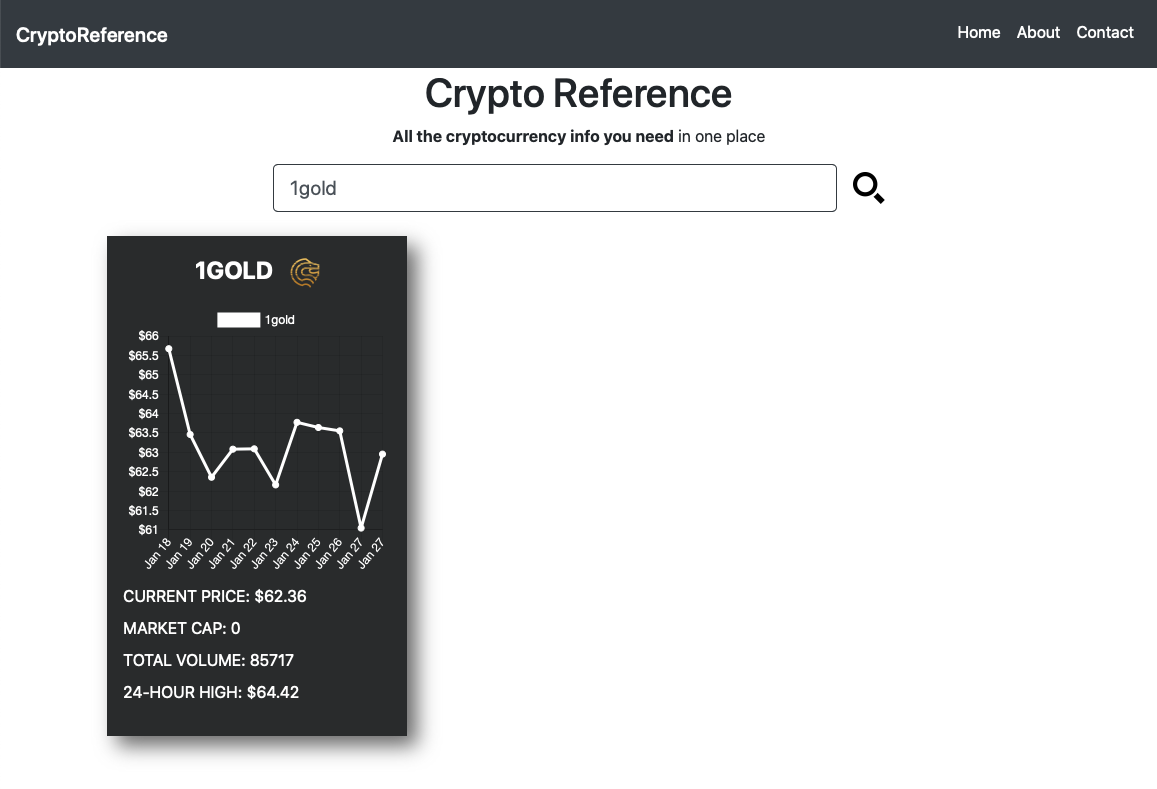 CryptoReference
Home About Contact
Crypto Reference
All the cryptocurrency info you need in one place
1gold
1GOLD
1gold
$66
$65.5
$65
$64.5
$64
$63.5
$63
$62.5
$62
$61.5
$61
Jan 18 Jan 19 Jan 20 Jan 21 Jan 22 Jan 23 Jan 24 Jan 25 Jan 26 Jan 27 Jan 27
CURRENT PRICE: $62.36
MARKET CAP: 0
TOTAL VOLUME: 85717
24-HOUR HIGH: $64.42